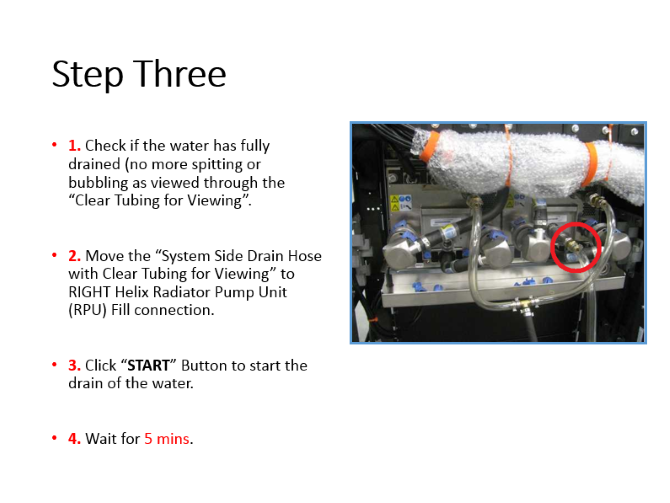 Step Three
• 1. Check if the water has fully
drained (no more spitting or
bubbling as viewed through the
“Clear Tubing for Viewing”.
• 2. Move the “System Side Drain Hose
with Clear Tubing for Viewing” to
RIGHT Helix Radiator Pump Unit
(RPU) Fill connection.
• 3. Click “START” Button to start the
drain of the water.
• 4. Wait for 5 mins.